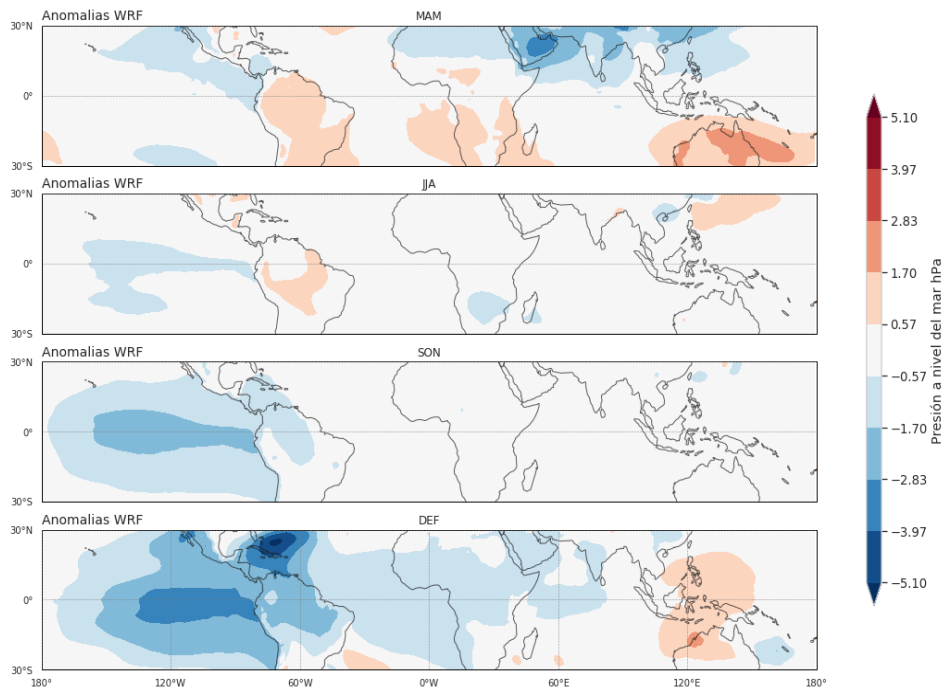 Anomalias WRF
MAM
30°N
0°
30°S
Anomalias WRF
JJA
30°N
0°
30°S
Anomalias WRF
SON
30°N
0°
30°S
Anomalias WRF
DEF
30°N
0°
30°S
180° 120°W 60°W 0°W 60°E 120°E 180°
5.10
3.97
2.83
1.70
0.57
−0.57
−1.70
−2.83
−3.97
−5.10
Presión a nivel del mar hPa